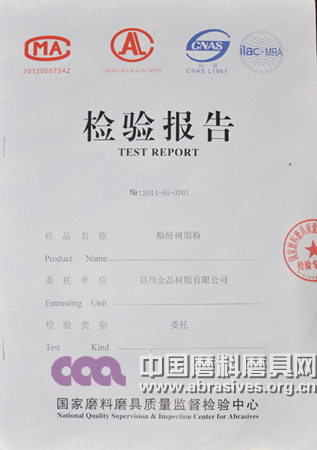 MA
2012000754Z
AL
CNAS
CNAS L1561
ilac-MRA
检验报告
TEST REPORT
№:2014-05-0707
样品名称 酚醛树脂粉
Product Name
委托单位 郑州金磊树脂有限公司
Entrusting Unit
检验类别 委托
Test Kind
中国磨料磨具网
www.abrasives.org.cn
国家磨料磨具质量监督检验中心
National Quality Supervision & Inspection Center for Abrasives